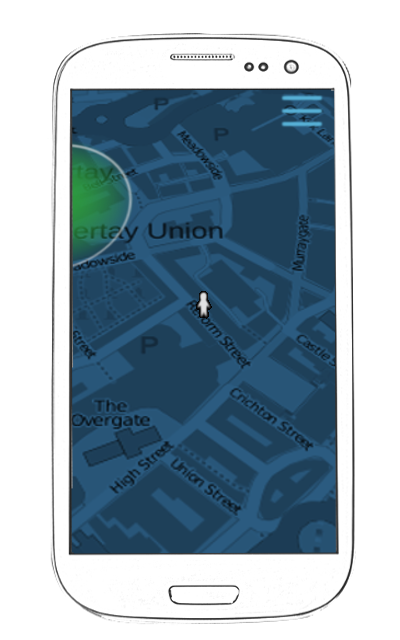 P
P
Meadowside
rtay
ertay Union
adowside
Murraygate
Reform Street
Street
P
Castle S
The
Overgate
Crichton Street
High Street
Union Street